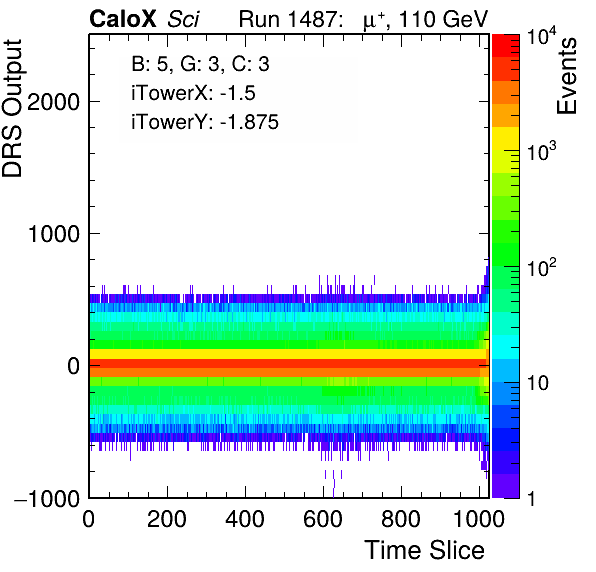 CaloX Sci Run 1487: μ⁺, 110 GeV
B: 5, G: 3, C: 3
iTowerX: -1.5
iTowerY: -1.875
DRS Output
2000
1000
0
−1000
0 200 400 600 800 1000
Time Slice
Events
10⁴
10³
10²
10
1